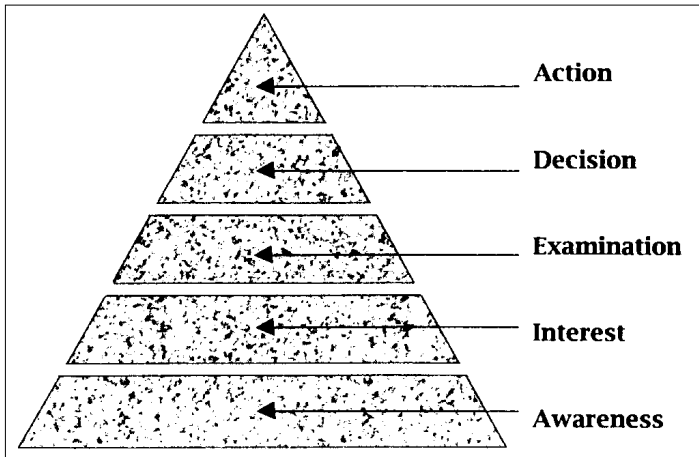 Action
Decision
Examination
Interest
Awareness